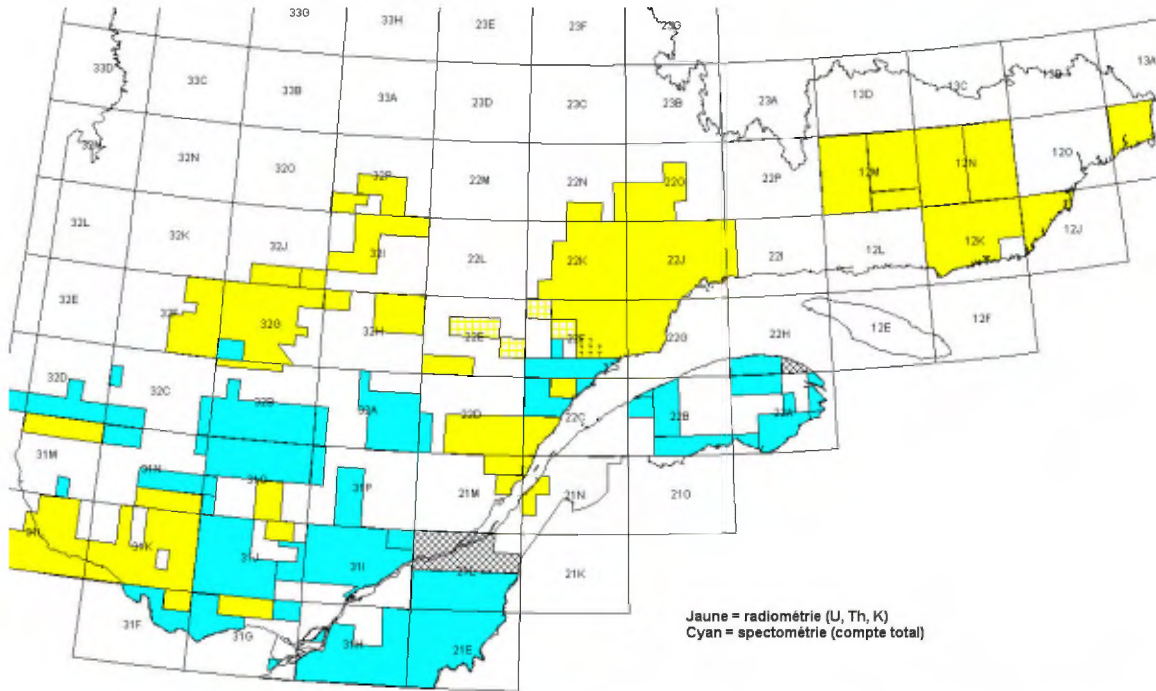 33G
33H
23E
23F
23G
33D
33C
33B
33A
23D
23C
23B
23A
13D
13C
13B
13A
32M
32N
32O
32P
22M
22N
22O
22P
12M
12N
12O
32L
32K
32J
32I
22L
22K
22J
22I
12L
12K
12J
32E
32F
32G
32H
22E
22F
22G
22H
12E
12F
32D
32C
32B
32A
22D
22C
22B
22A
31M
31N
31O
31P
21M
21N
21O
31L
31K
31J
31I
21L
21K
31F
31G
31H
21E
Jaune = radiométrie (U, Th, K)
Cyan = spectométrie (compte total)